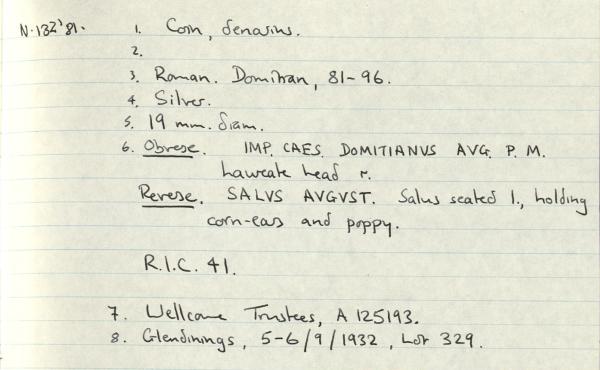 N.132'81. 1. Coin, denarius.
2.
3. Roman. Domitian, 81-96.
4. Silver.
5. 19 mm. diam.
6. Obverse. IMP. CAES. DOMITIANUS AVG. P. M.
laureate head r.
Reverse. SALVS AVGVST. Salus seated l., holding
corn-ears and poppy.
R.I.C. 41.
7. Wellcome Trustees, A 125193.
8. Glendinings, 5-6/9/1932, Lot 329.